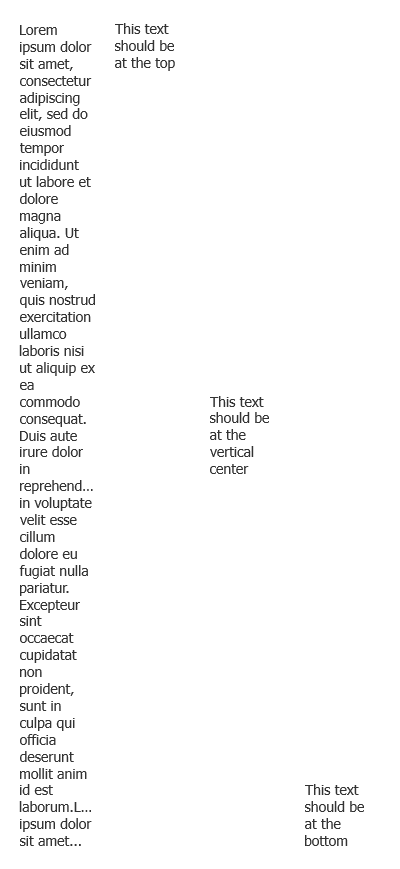 Lorem
ipsum dolor
sit amet,
consectetur
adipiscing
elit, sed do
eiusmod
tempor
incididunt
ut labore et
dolore
magna
aliqua. Ut
enim ad
minim
veniam,
quis nostrud
exercitation
ullamco
laboris nisi
ut aliquip ex
ea
commodo
consequat.
Duis aute
irure dolor
in
reprehend...
in voluptate
velit esse
cillum
dolore eu
fugiat nulla
pariatur.
Excepteur
sint
occaecat
cupidatat
non
proident,
sunt in
culpa qui
officia
deserunt
mollit anim
id est
laborum.L...
ipsum dolor
sit amet...
This text
should be
at the top
This text
should be
at the
vertical
center
This text
should be
at the
bottom